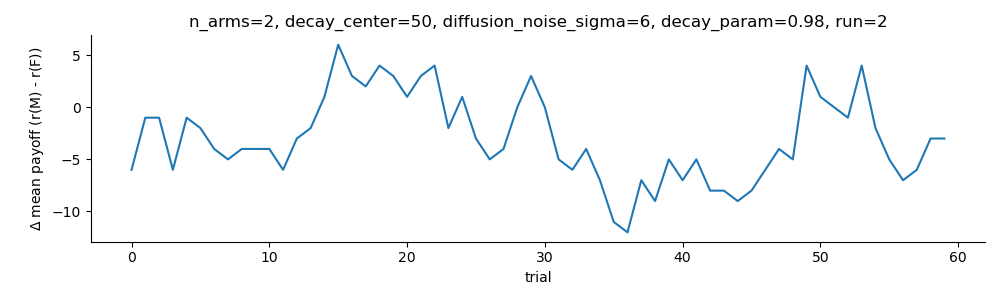 n_arms=2, decay_center=50, diffusion_noise_sigma=6, decay_param=0.98, run=2
Δ mean payoff (r(M) - r(F))
5
0
−5
−10
0 10 20 30 40 50 60
trial